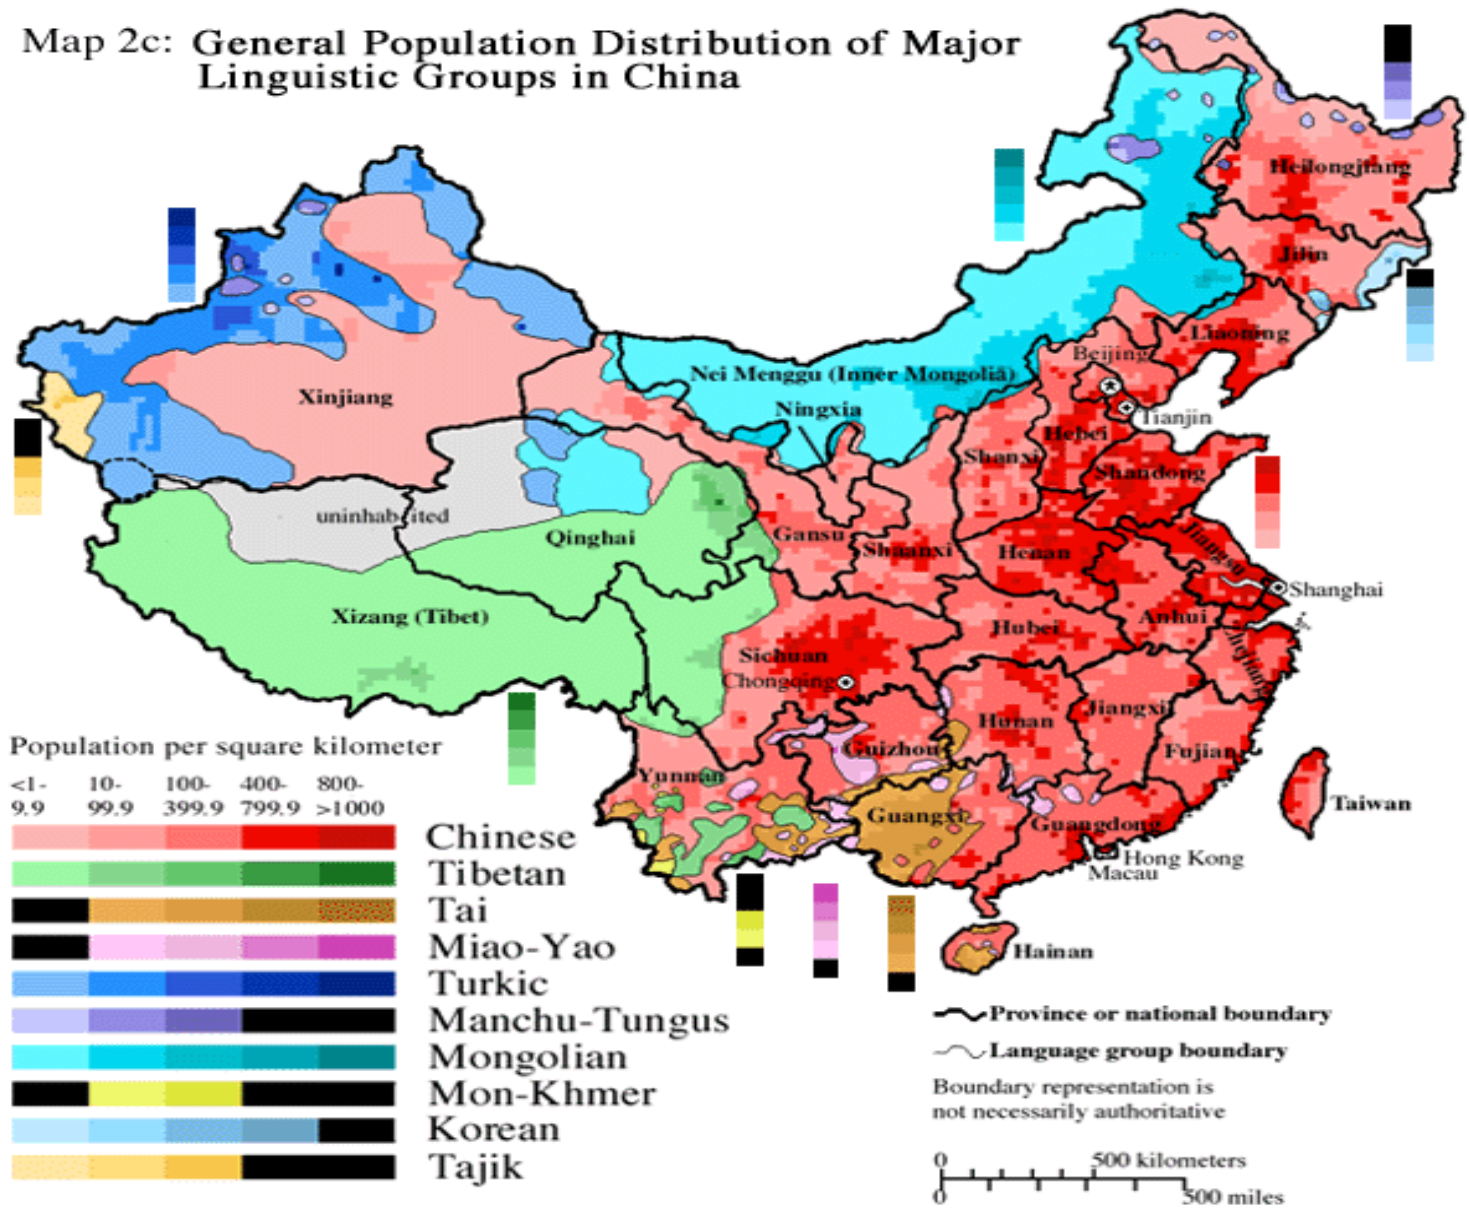 Map 2c: General Population Distribution of Major
Linguistic Groups in China
Heilongjiang
Jilin
Liaoning
Beijing
Nei Menggu (Inner Mongolia)
Xinjiang
Ningxia
Tianjin
Hebei
Shanxi
Shandong
uninhabited
Qinghai
Gansu
Shaanxi
Henan
Jiangsu
Shanghai
Xizang (Tibet)
Anhui
Hubei
Zhejiang
Sichuan
Chongqing
Hunan
Jiangxi
Guizhou
Fujian
Yunnan
Taiwan
Guangxi
Guangdong
Hong Kong
Macau
Hainan
Population per square kilometer
<1- 10- 100- 400- 800-
9.9 99.9 399.9 799.9 >1000
Chinese
Tibetan
Tai
Miao-Yao
Turkic
Manchu-Tungus
Mongolian
Mon-Khmer
Korean
Tajik
Province or national boundary
Language group boundary
Boundary representation is
not necessarily authoritative
0 500 kilometers
0 500 miles